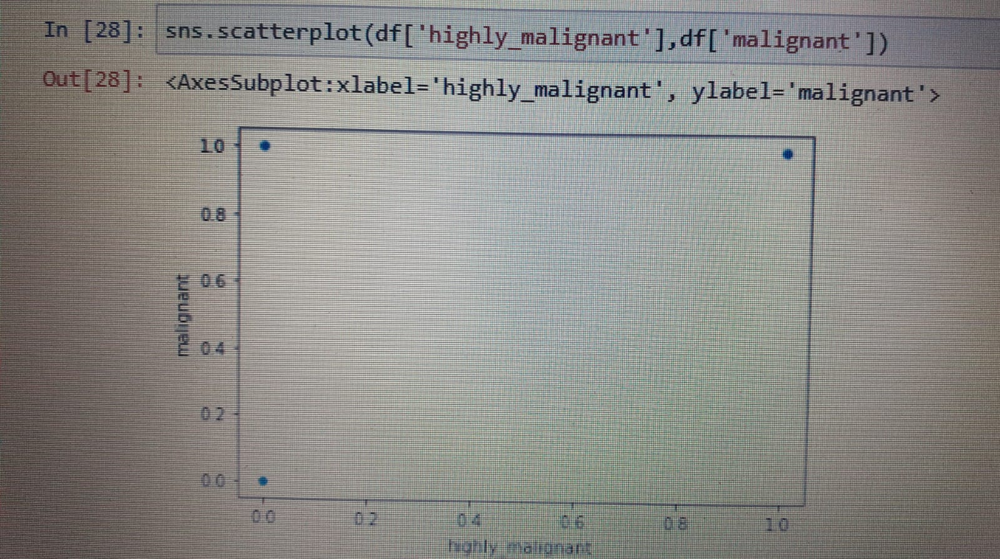 In [28]: sns.scatterplot(df['highly_malignant'],df['malignant'])
Out[28]: <AxesSubplot:xlabel='highly_malignant', ylabel='malignant'>
1.0
0.8
0.6
0.4
0.2
0.0
malignant
0.0 0.2 0.4 0.6 0.8 1.0
highly_malignant